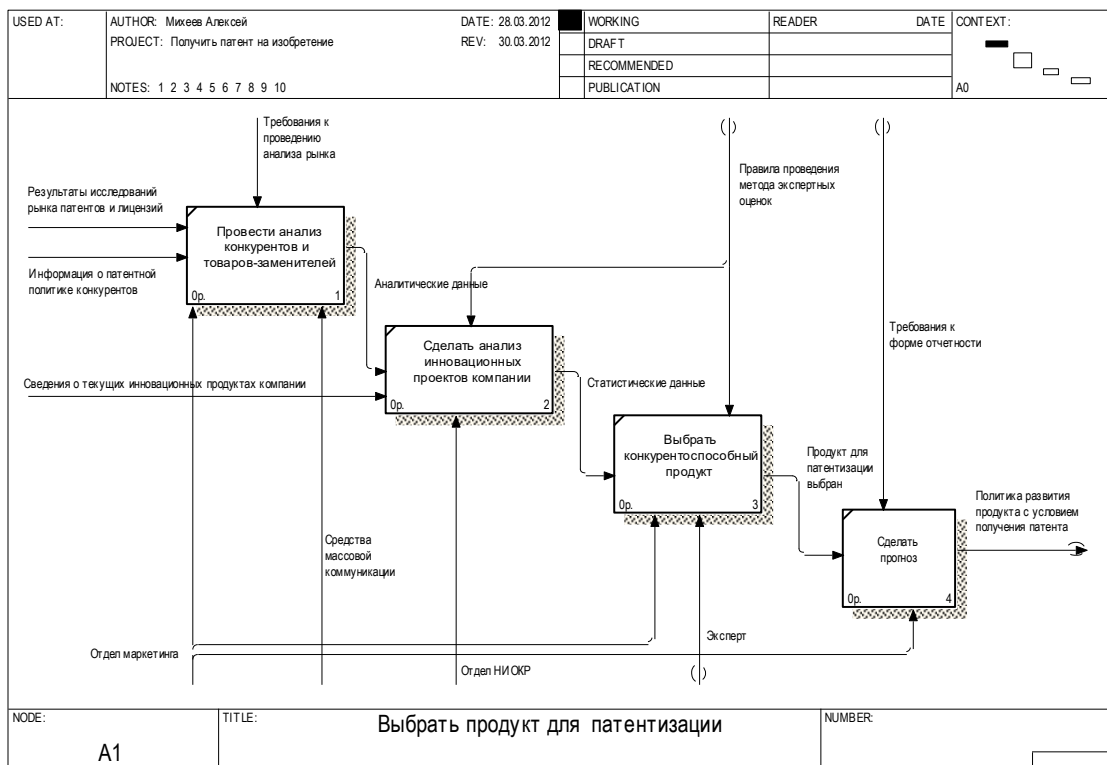 USED AT:
AUTHOR: Михеев Алексей
DATE: 28.03.2012
PROJECT: Получить патент на изобретение
REV: 30.03.2012
NOTES: 1 2 3 4 5 6 7 8 9 10
WORKING
DRAFT
RECOMMENDED
PUBLICATION
READER
DATE
CONTEXT:
A0
Требования к
проведению
анализа рынка
( )
( )
Правила проведения
метода экспертных
оценок
Результаты исследований
рынка патентов и лицензий
Провести анализ
конкурентов и
товаров-заменителей
0р.
1
Информация о патентной
политике конкурентов
Аналитические данные
Требования к
форме отчетности
Сделать анализ
инновационных
проектов компании
0р.
2
Сведения о текущих инновационных продуктах компании
Статистические данные
Выбрать
конкурентоспособный
продукт
0р.
3
Продукт для
патентизации
выбран
Политика развития
продукта с условием
получения патента
Сделать
прогноз
0р.
4
Средства
массовой
коммуникации
Отдел маркетинга
Отдел НИОКР
Эксперт
( )
NODE:
A1
TITLE:
Выбрать продукт для патентизации
NUMBER: